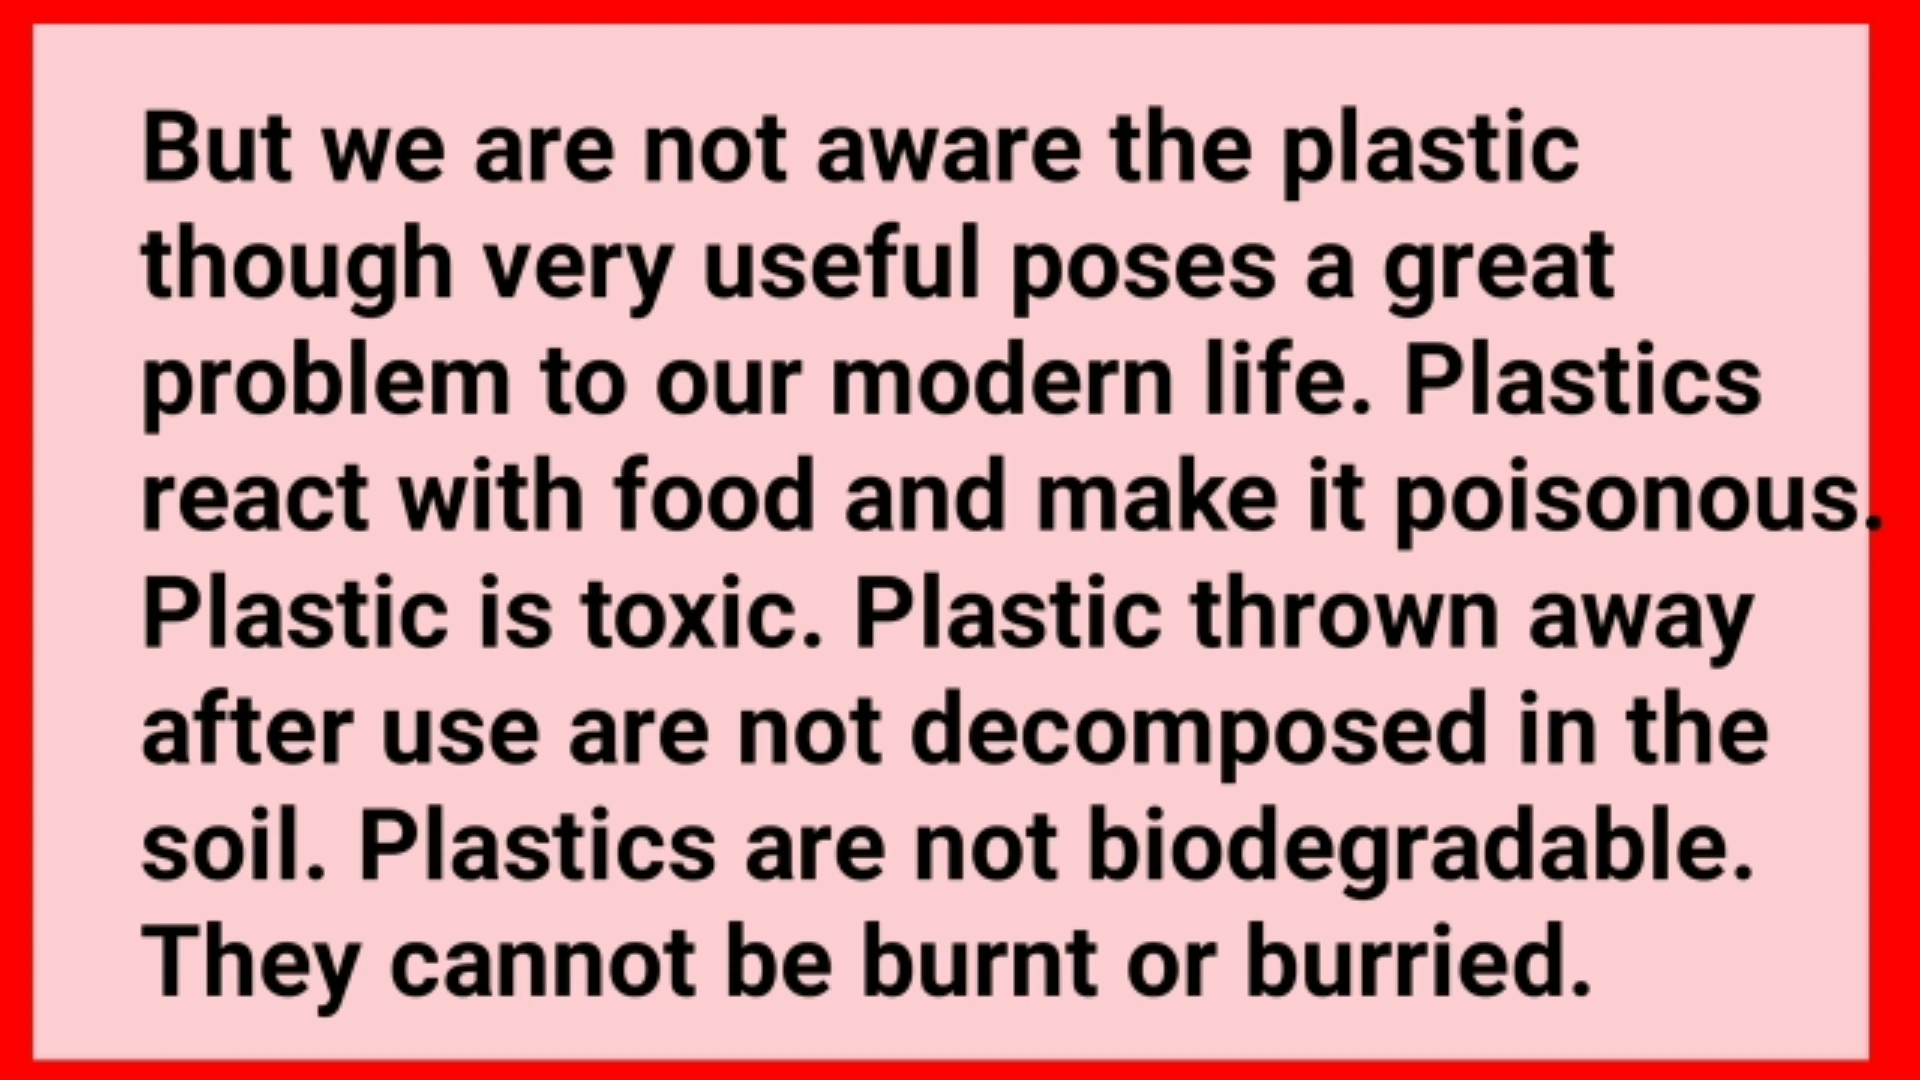 But we are not aware the plastic
though very useful poses a great
problem to our modern life. Plastics
react with food and make it poisonous.
Plastic is toxic. Plastic thrown away
after use are not decomposed in the
soil. Plastics are not biodegradable.
They cannot be burnt or burried.